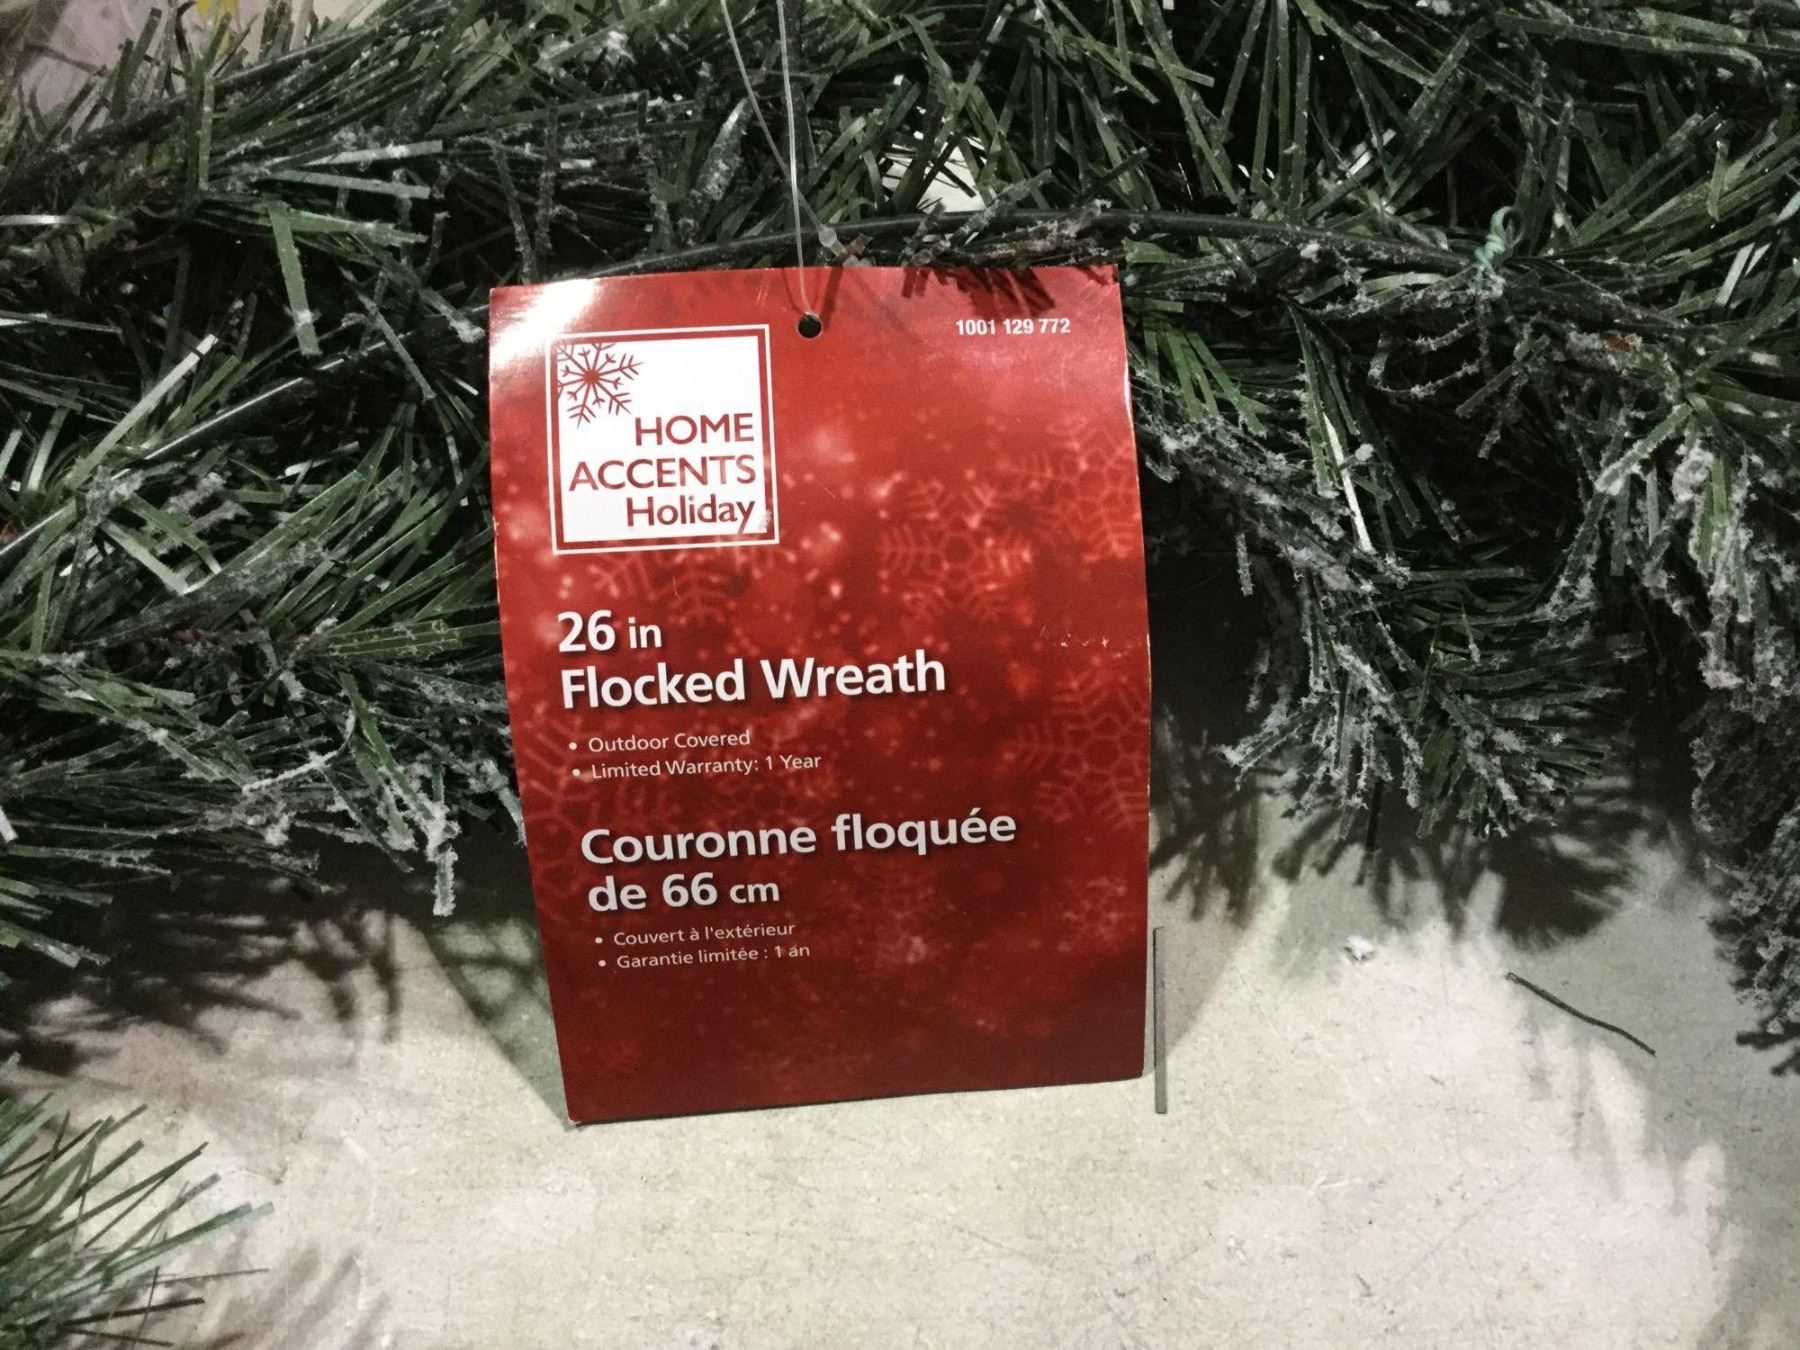 1001 129 772
HOME
ACCENTS
Holiday
26 in
Flocked Wreath
• Outdoor Covered
• Limited Warranty: 1 Year
Couronne floquée
de 66 cm
• Couvert à l'extérieur
• Garantie limitée : 1 an